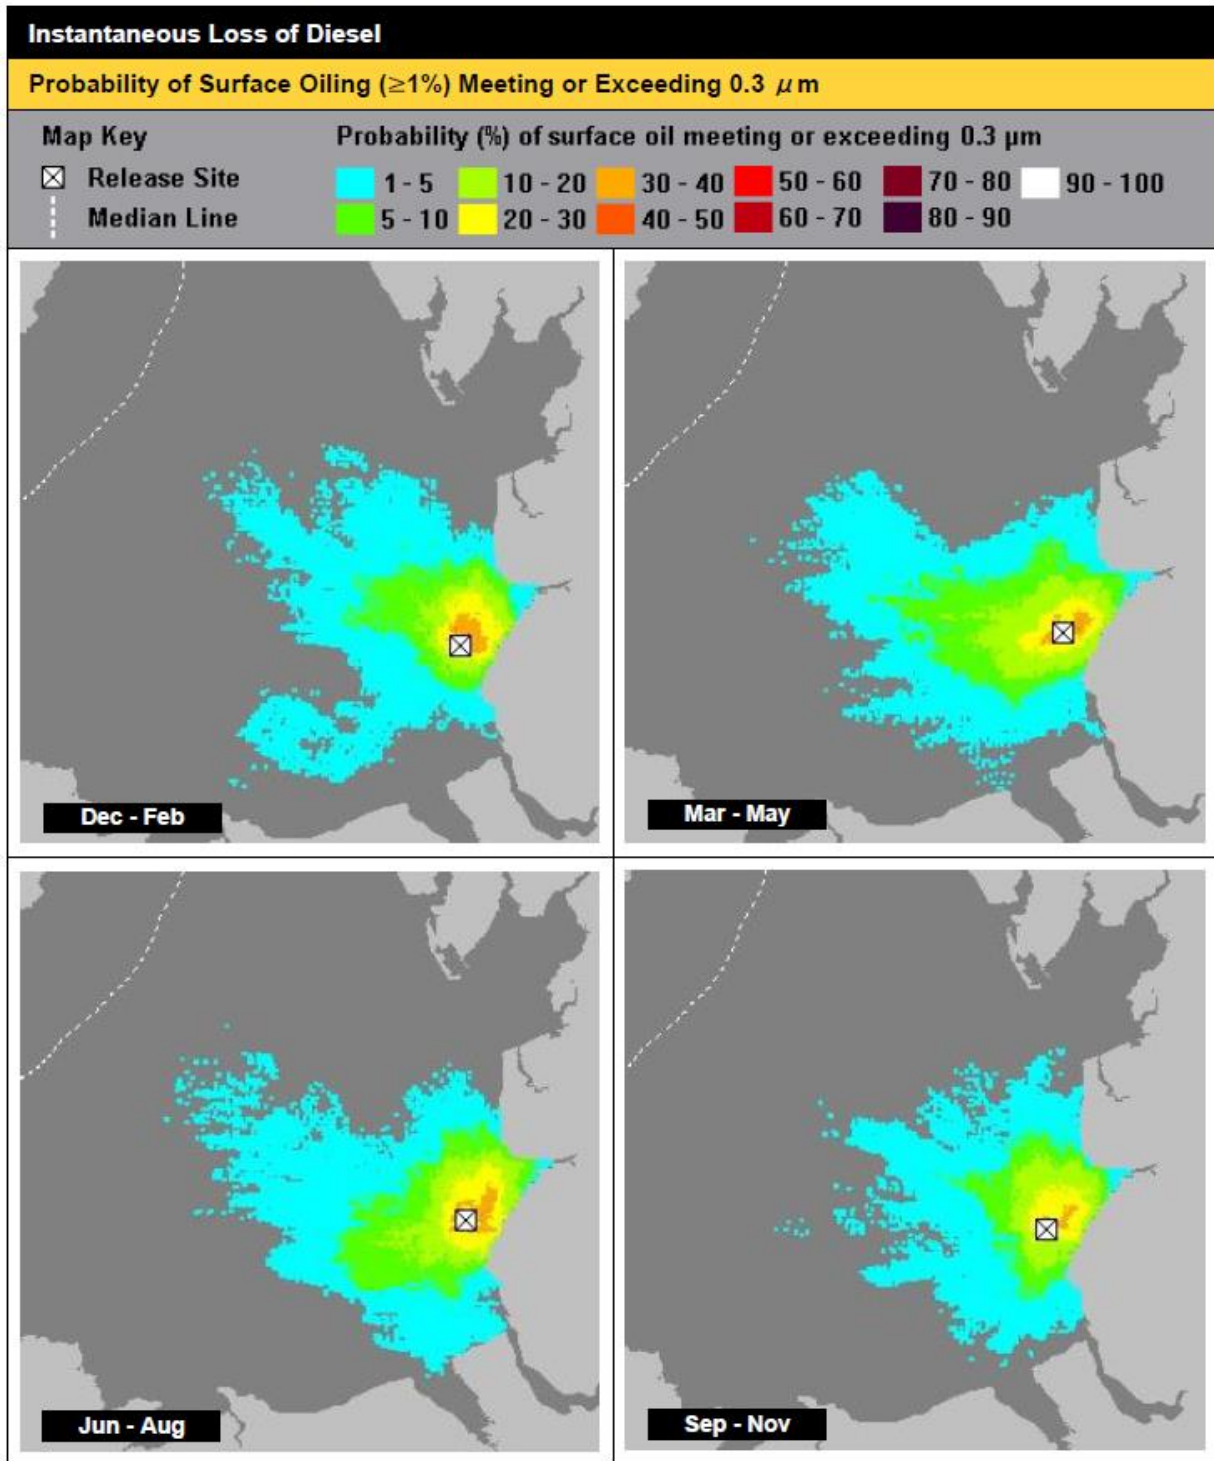 Instantaneous Loss of Diesel
Probability of Surface Oiling (≥1%) Meeting or Exceeding 0.3 μm
Map Key
Release Site
Median Line
Probability (%) of surface oil meeting or exceeding 0.3 μm
1 - 5
10 - 20
30 - 40
50 - 60
70 - 80
90 - 100
5 - 10
20 - 30
40 - 50
60 - 70
80 - 90
Dec - Feb
Mar - May
Jun - Aug
Sep - Nov